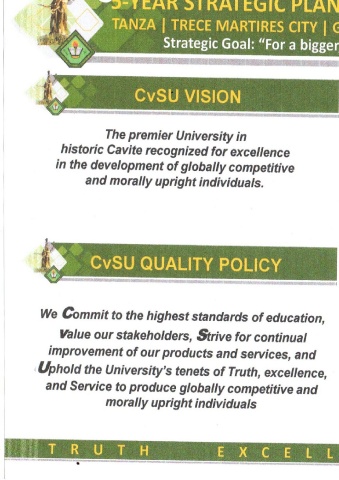 5-YEAR STRATEGIC PLAN
TANZA | TRECE MARTIRES CITY | G
Strategic Goal: "For a bigger
CvSU VISION
The premier University in
historic Cavite recognized for excellence
in the development of globally competitive
and morally upright individuals.
CvSU QUALITY POLICY
We Commit to the highest standards of education,
Value our stakeholders, Strive for continual
improvement of our products and services, and
Uphold the University's tenets of Truth, excellence,
and Service to produce globally competitive and
morally upright individuals
TRUTH EXCELL